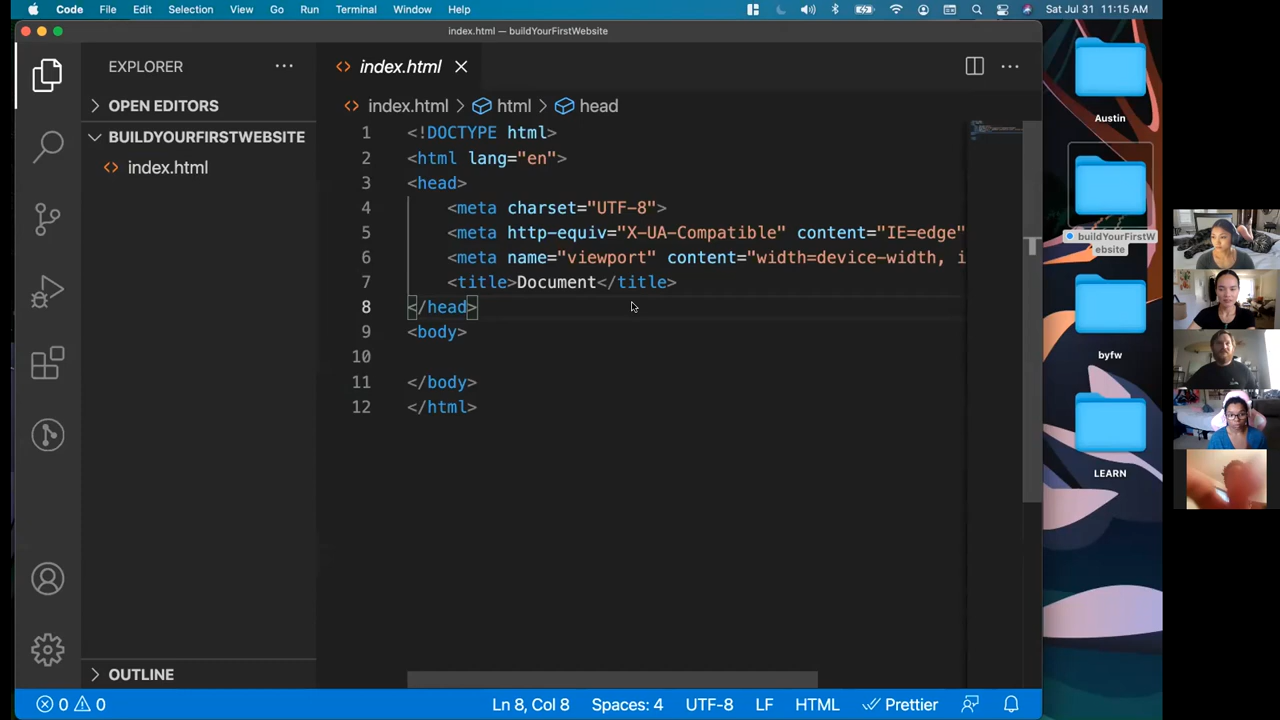 Code File Edit Selection View Go Run Terminal Window Help Sat Jul 31 11:15 AM
index.html — buildYourFirstWebsite
EXPLORER
OPEN EDITORS
BUILDYOURFIRSTWEBSITE
index.html
index.html
index.html > html > head
1 <!DOCTYPE html>
2 <html lang="en">
3 <head>
4 <meta charset="UTF-8">
5 <meta http-equiv="X-UA-Compatible" content="IE=edge"
6 <meta name="viewport" content="width=device-width, i
7 <title>Document</title>
8 </head>
9 <body>
10
11 </body>
12 </html>
OUTLINE
0 0 Ln 8, Col 8 Spaces: 4 UTF-8 LF HTML Prettier
Austin
buildYourFirstW
ebsite
byfw
LEARN